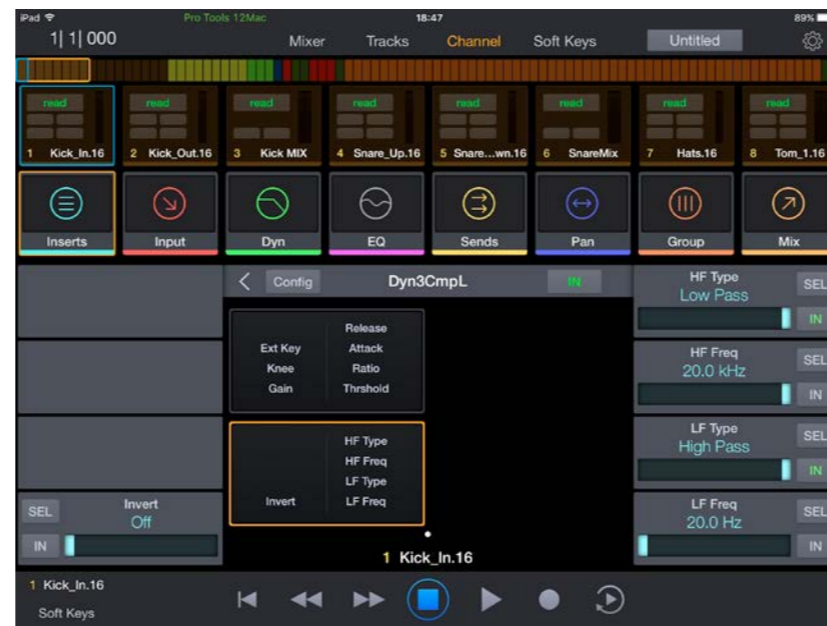 iPad Pro Tools 12Mac 18:47 89%
1| 1| 000 Mixer Tracks Channel Soft Keys Untitled
read read read read read read read read
1 Kick_In.16 2 Kick_Out.16 3 Kick MIX 4 Snare_Up.16 5 Snare...wn.16 6 SnareMix 7 Hats.16 8 Tom_1.16
Inserts Input Dyn EQ Sends Pan Group Mix
Config Dyn3CmpL IN
Release
Ext Key Attack
Knee Ratio
Gain Thrshold
HF Type
HF Freq
LF Type
Invert LF Freq
1 Kick_In.16
SEL Invert
Off
IN
HF Type SEL
Low Pass
IN
HF Freq SEL
20.0 kHz
IN
LF Type SEL
High Pass
IN
LF Freq SEL
20.0 Hz
IN
1 Kick_In.16
Soft Keys